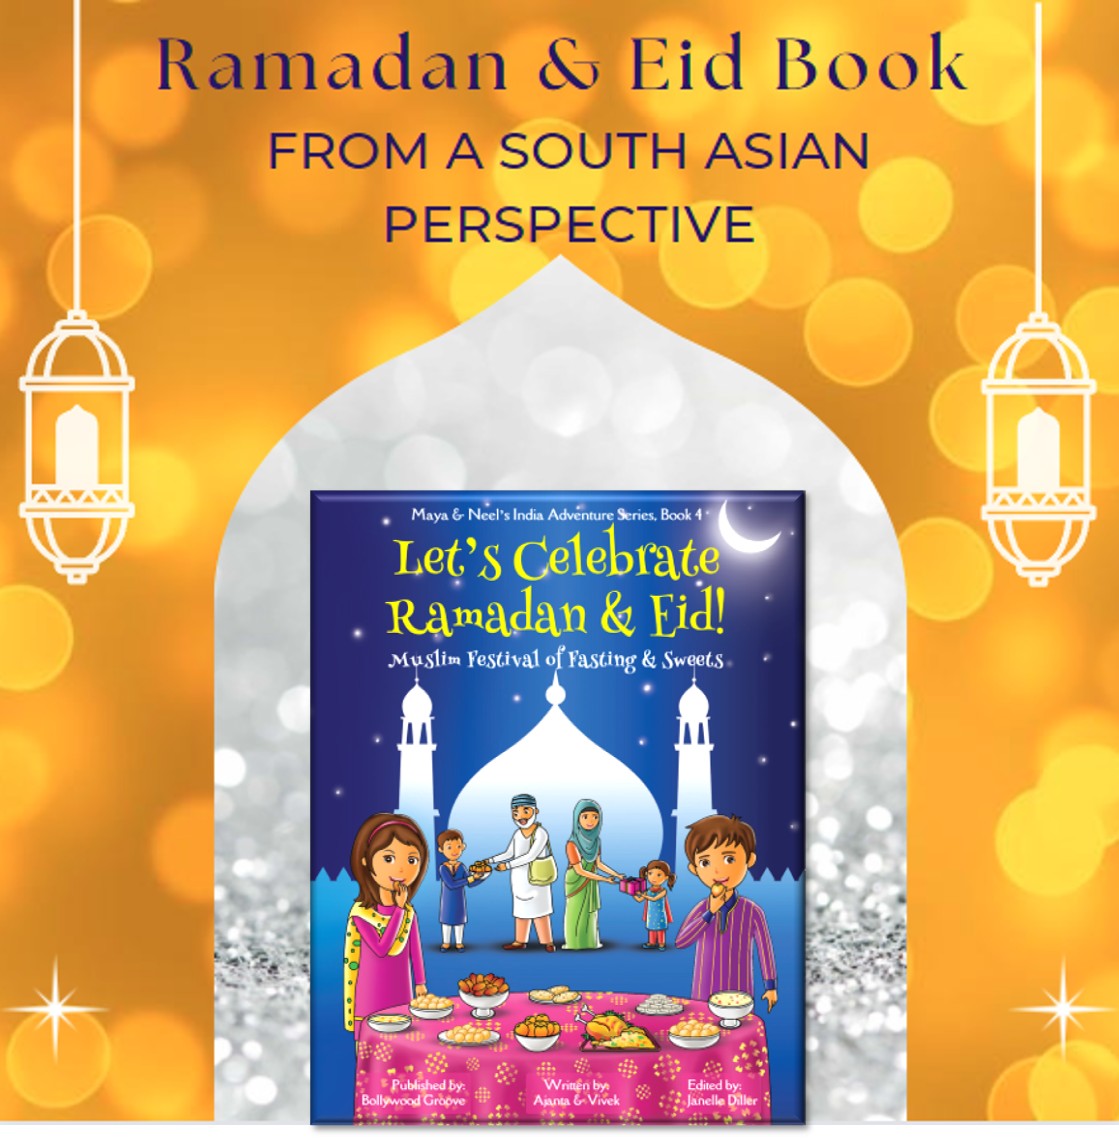 Ramadan & Eid Book
FROM A SOUTH ASIAN
PERSPECTIVE
Maya & Neel's India Adventure Series, Book 4
Let's Celebrate
Ramadan & Eid!
Muslim Festival of Fasting & Sweets
Published by:
Bollywood Groove
Written by:
Ajanta & Vivek
Edited by:
Janelle Diller